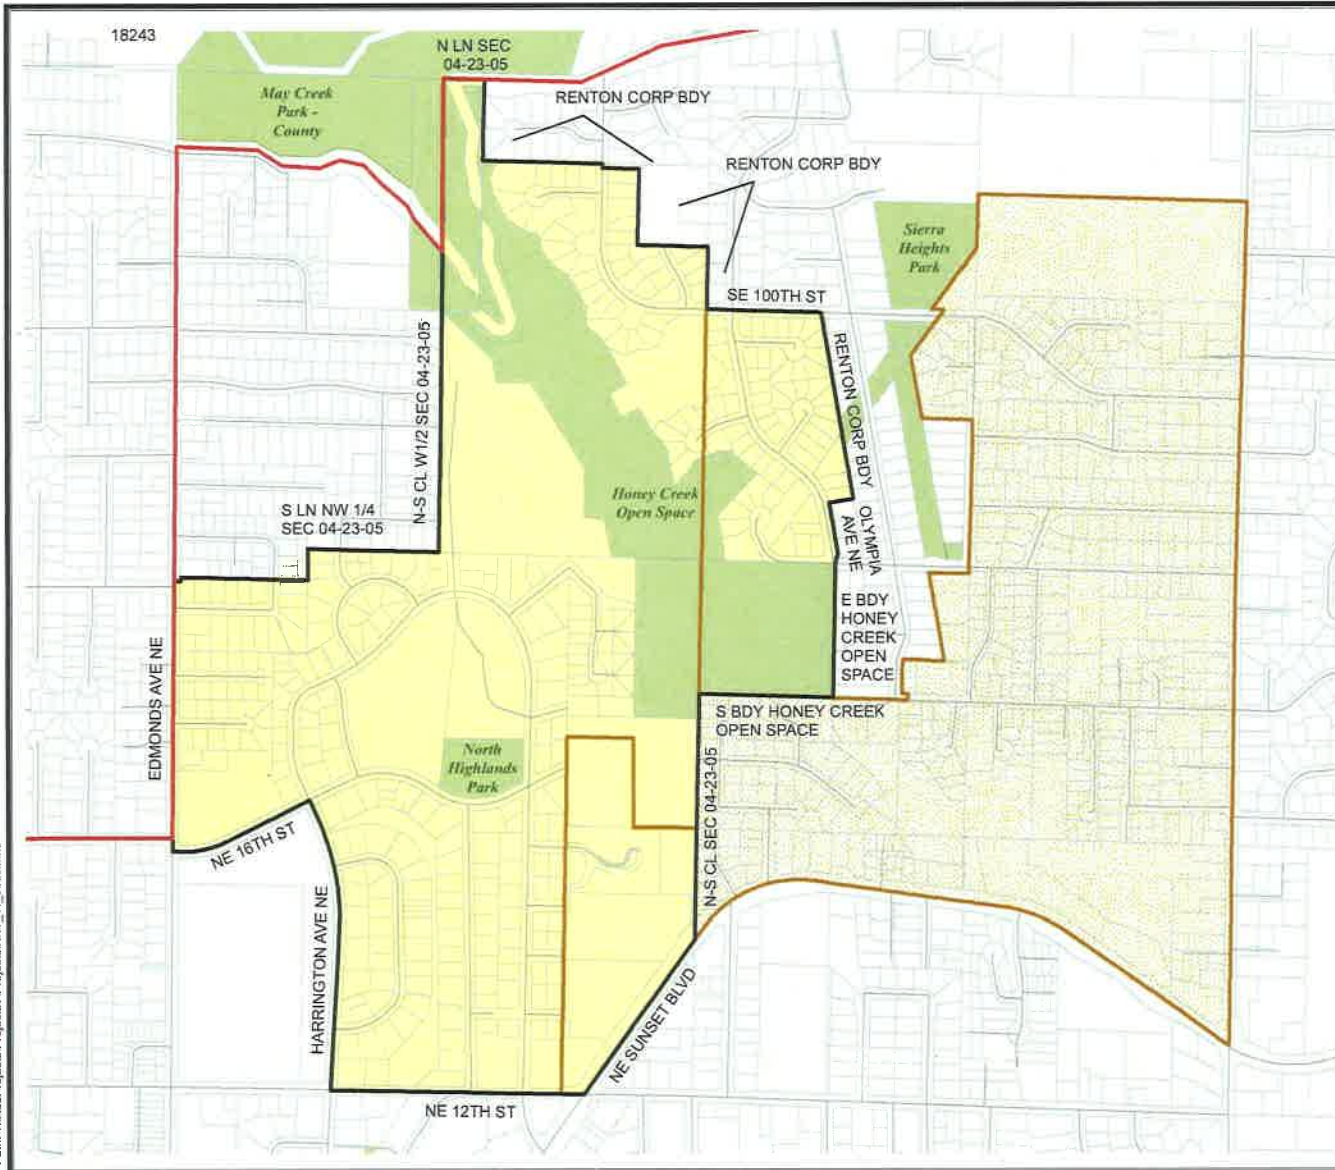 18243
N LN SEC
04-23-05
May Creek
Park -
County
RENTON CORP BDY
RENTON CORP BDY
Sierra
Heights
Park
SE 100TH ST
N-S CL W1/2 SEC 04-23-05
RENTON CORP BDY
S LN NW 1/4
SEC 04-23-05
Honey Creek
Open Space
OLYMPIA
AVE NE
E BDY
HONEY
CREEK
OPEN
SPACE
EDMONDS AVE NE
S BDY HONEY CREEK
OPEN SPACE
North
Highlands
Park
N-S CL SEC 04-23-05
NE 16TH ST
HARRINGTON AVE NE
NE SUNSET BLVD
NE 12TH ST